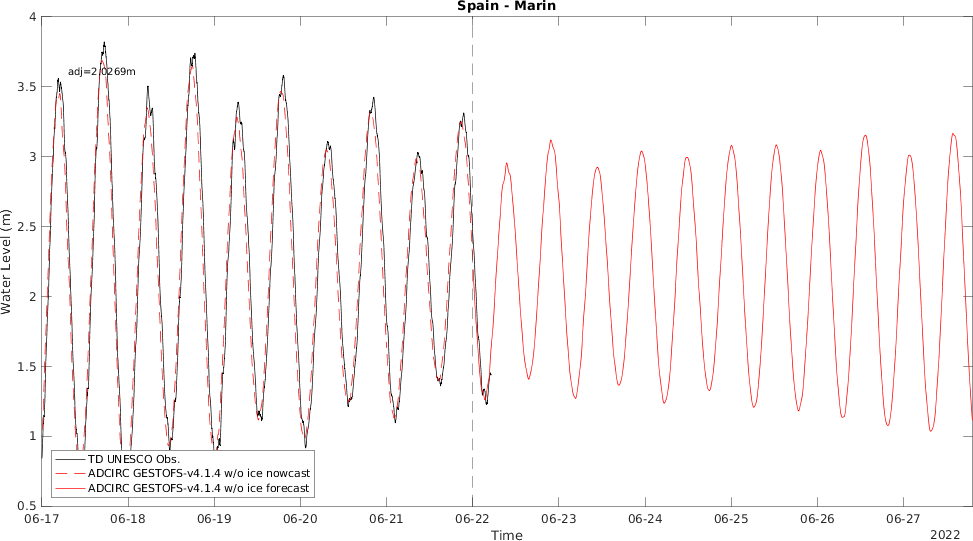 Spain - Marin
4
adj=2.0269m
3.5
3
2.5
Water Level (m)
2
1.5
1
TD UNESCO Obs.
ADCIRC GESTOFS-v4.1.4 w/o ice nowcast
ADCIRC GESTOFS-v4.1.4 w/o ice forecast
0.5
06-17 06-18 06-19 06-20 06-21 06-22 06-23 06-24 06-25 06-26 06-27
Time
2022